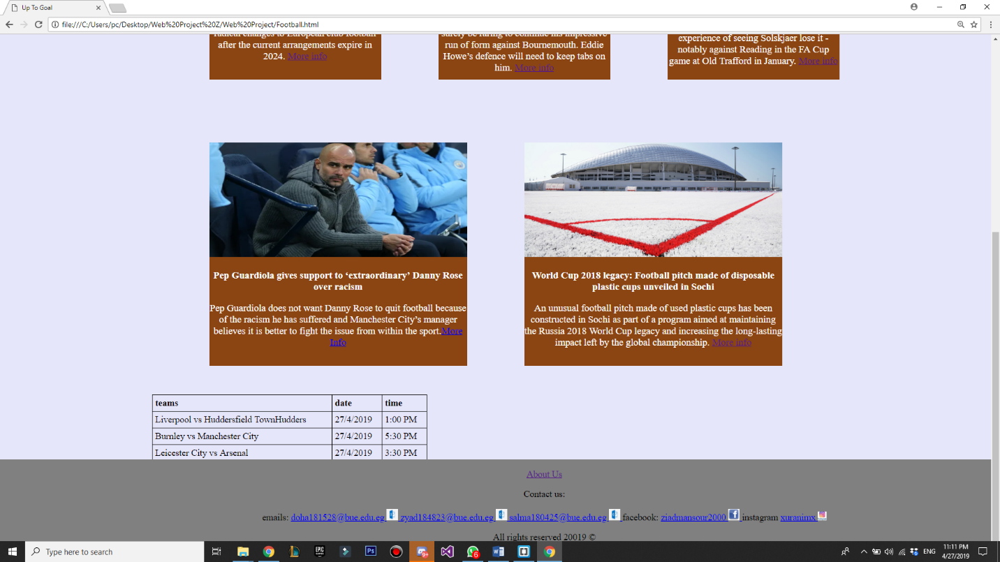 Up To Goal
file:///C:/Users/pc/Desktop/Web%20Project%20Z/Web%20Project/Football.html
radical changes to European club football
after the current arrangements expire in
2024. More info
surely be hiring to continue his impressive
run of form against Bournemouth. Eddie
Howe’s defence will need to keep tabs on
him. More info
experience of seeing Solskjaer lose it -
notably against Reading in the FA Cup
game at Old Trafford in January. More info
Pep Guardiola gives support to ‘extraordinary’ Danny Rose
over racism
Pep Guardiola does not want Danny Rose to quit football because
of the racism he has suffered and Manchester City’s manager
believes it is better to fight the issue from within the sport.More
Info
World Cup 2018 legacy: Football pitch made of disposable
plastic cups unveiled in Sochi
An unusual football pitch made of used plastic cups has been
constructed in Sochi as part of a program aimed at maintaining
the Russia 2018 World Cup legacy and increasing the long-lasting
impact left by the global championship. More info
teams date time
Liverpool vs Huddersfield TownHudders 27/4/2019 1:00 PM
Burnley vs Manchester City 27/4/2019 5:30 PM
Leicester City vs Arsenal 27/4/2019 3:30 PM
About Us
Contact us:
emails: doha181528@bue.edu.eg zyad184823@bue.edu.eg salma180425@bue.edu.eg facebook: ziadmansour2000 instagram xuranimx
All rights reserved 20019 ©
Type here to search
EPIC GAMES
Ps
9+
6
ENG
11:11 PM
4/27/2019